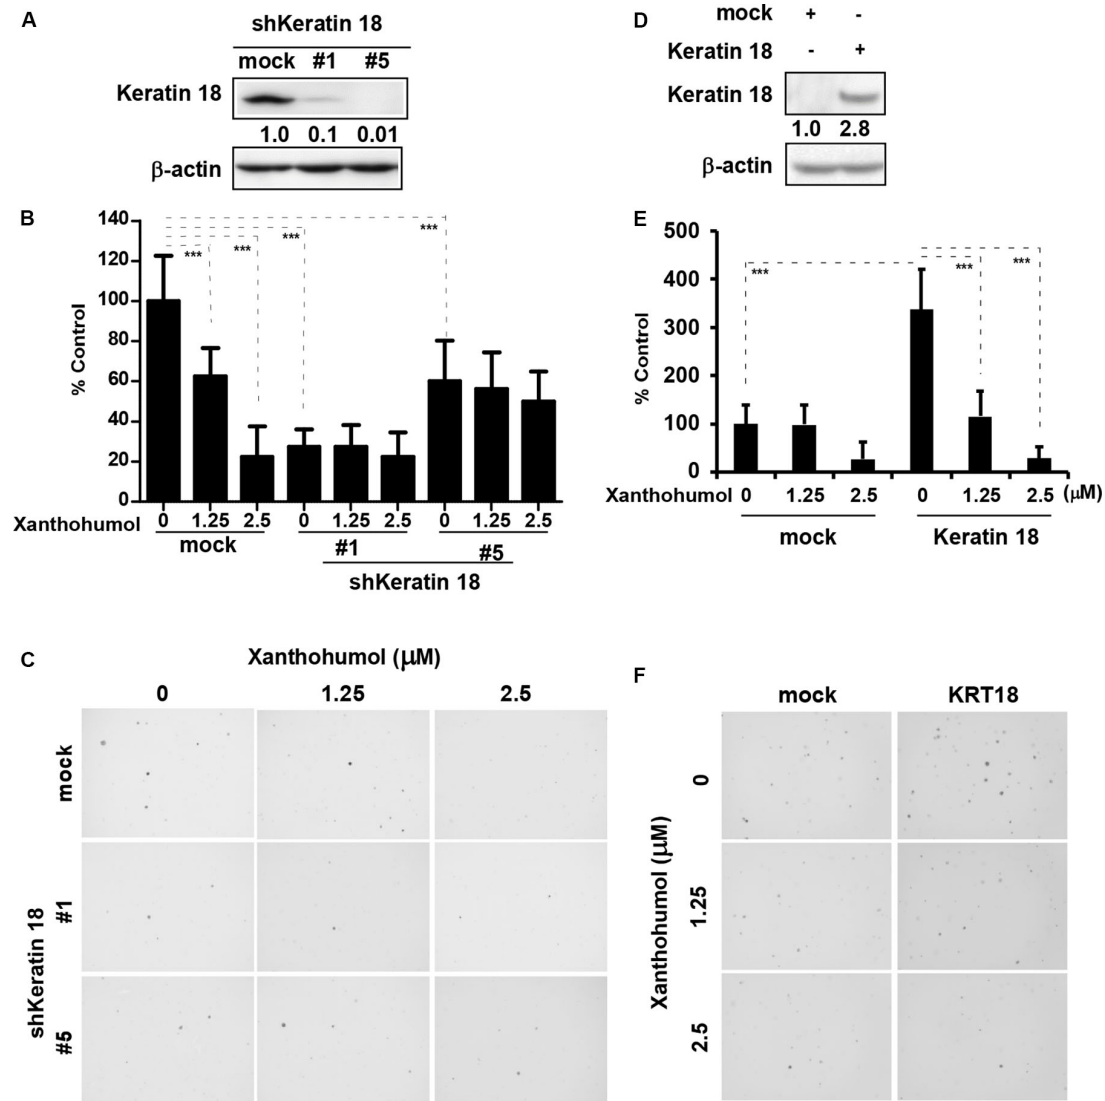 A
shKeratin 18
mock #1 #5
Keratin 18
1.0 0.1 0.01
β-actin
B
% Control
140
120
100
80
60
40
20
0
*** *** *** ***
Xanthohumol 0 1.25 2.5 0 1.25 2.5 0 1.25 2.5
mock #1 #5
shKeratin 18
C
Xanthohumol (μM)
0 1.25 2.5
mock
#1
#5
shKeratin 18
D
mock + -
Keratin 18 - +
Keratin 18
1.0 2.8
β-actin
E
% Control
500
400
300
200
100
0
*** *** ***
Xanthohumol 0 1.25 2.5 0 1.25 2.5 (μM)
mock Keratin 18
F
mock KRT18
Xanthohumol (μM)
0
1.25
2.5